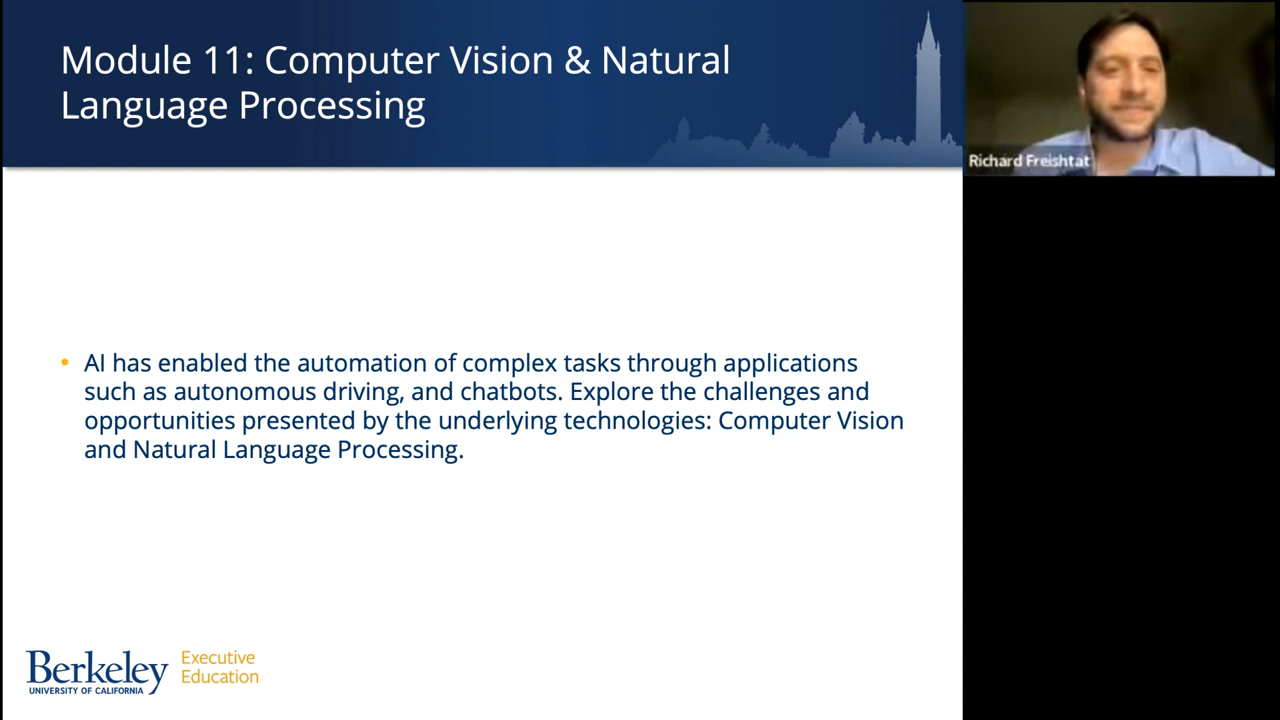 Module 11: Computer Vision & Natural
Language Processing
Richard Freishtat
• AI has enabled the automation of complex tasks through applications
such as autonomous driving, and chatbots. Explore the challenges and
opportunities presented by the underlying technologies: Computer Vision
and Natural Language Processing.
Berkeley
UNIVERSITY OF CALIFORNIA
Executive
Education